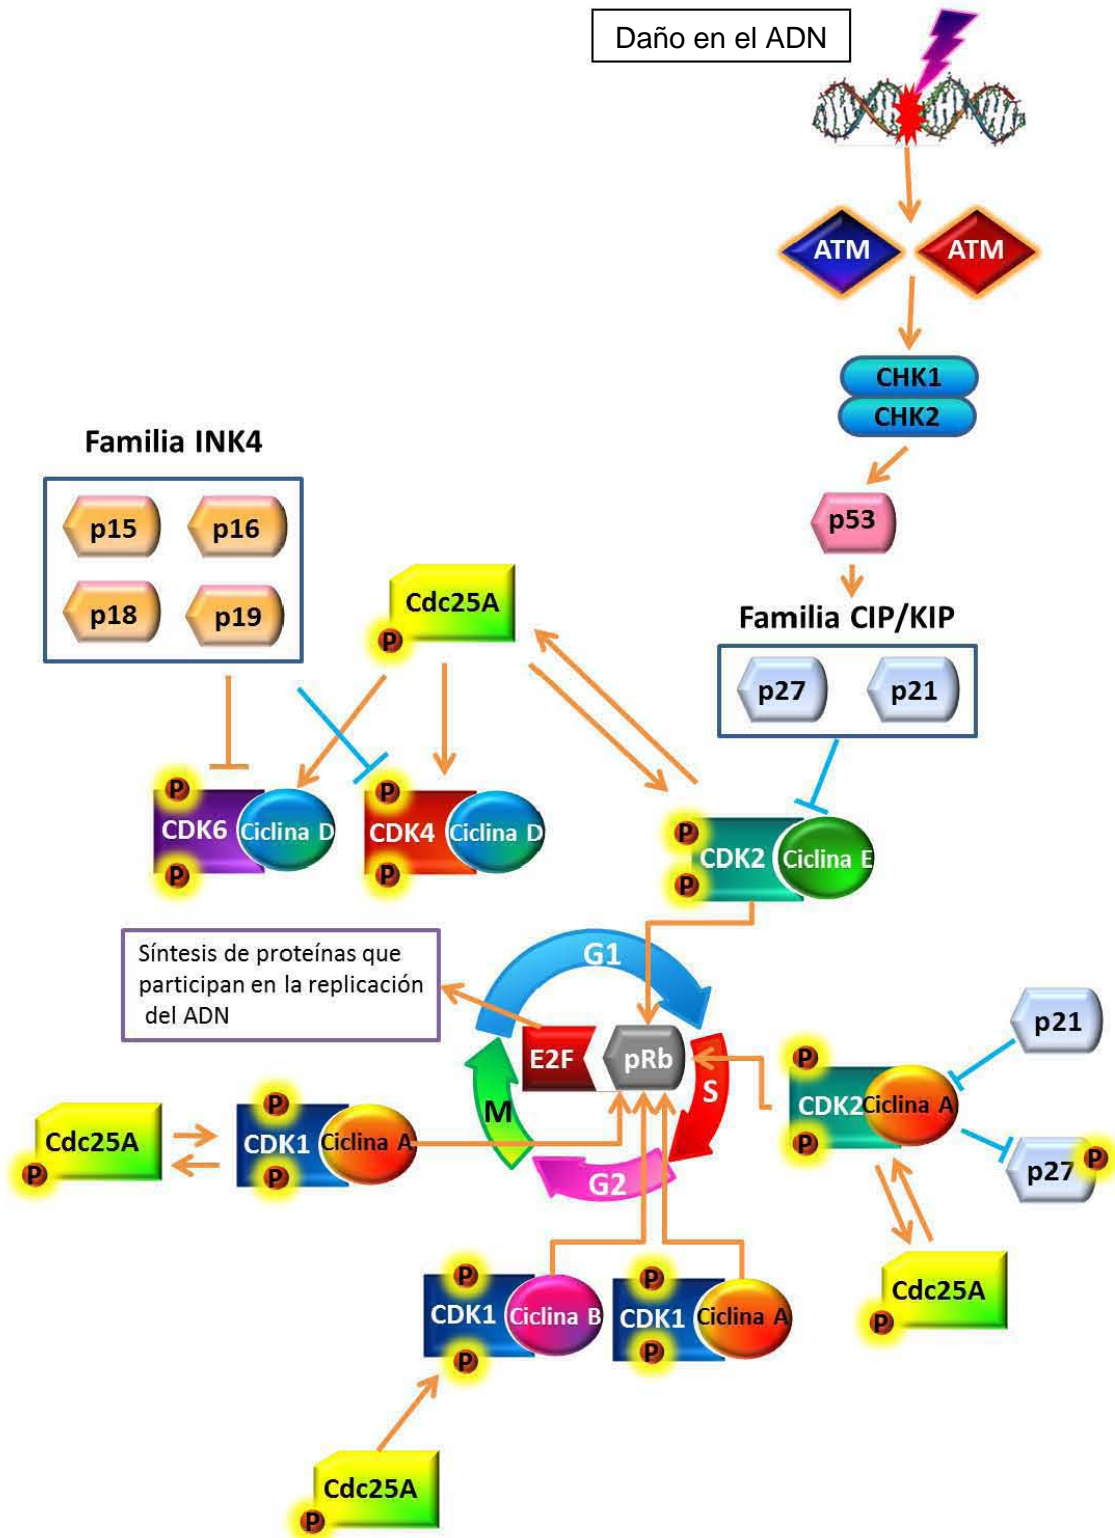 Daño en el ADN
ATM
ATM
CHK1
CHK2
Familia INK4
p15
p16
p18
p19
p53
Cdc25A
P
Familia CIP/KIP
p27
p21
P
CDK6
Ciclina D
P
P
CDK4
Ciclina D
P
P
CDK2
Ciclina E
P
Síntesis de proteínas que
participan en la replicación
del ADN
G1
S
G2
M
E2F
pRb
p21
P
CDK2
Ciclina A
P
p27
P
Cdc25A
P
P
CDK1
Ciclina A
P
Cdc25A
P
P
CDK1
Ciclina B
P
P
CDK1
Ciclina A
P
Cdc25A
P